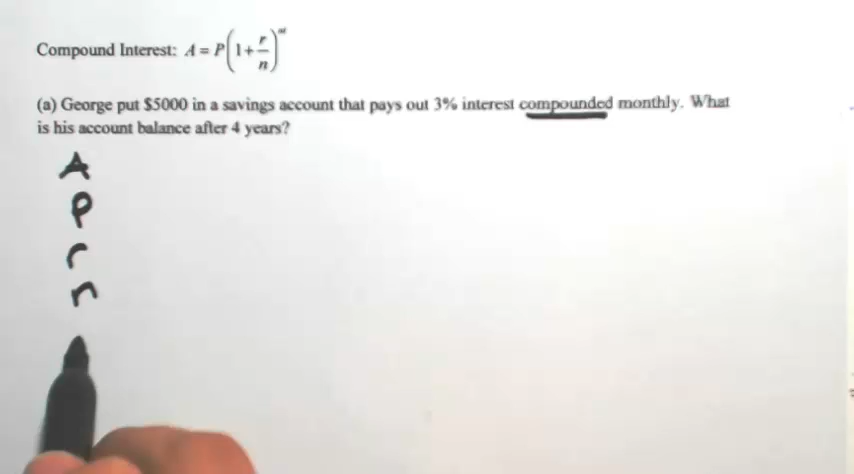 Compound Interest: A = P(1 + r/n)^nt
(a) George put $5000 in a savings account that pays out 3% interest compounded monthly. What
is his account balance after 4 years?
A
P
r
n